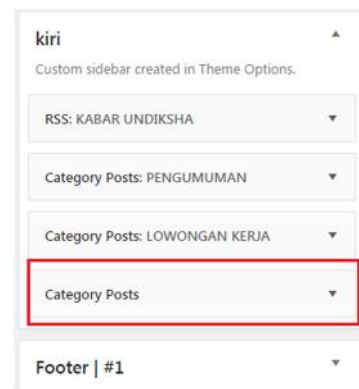 kiri
Custom sidebar created in Theme Options.
RSS: KABAR UNDIKSHA
Category Posts: PENGUMUMAN
Category Posts: LOWONGAN KERJA
Category Posts
Footer | #1